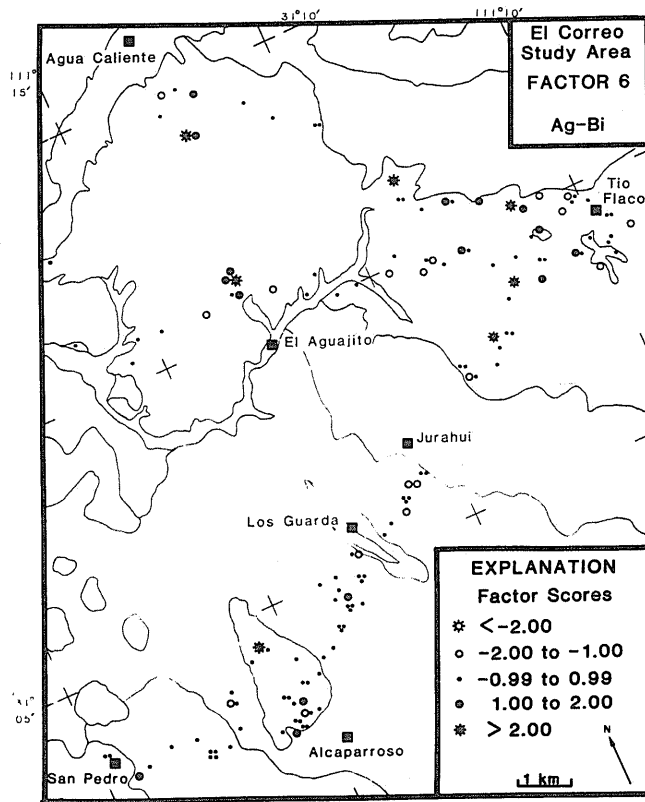 31°10'
111°10'
El Correo
Study Area
FACTOR 6
Ag-Bi
Agua Caliente
111°
15'
Tio
Flaco
El Aguajito
Jurahui
Los Guarda
EXPLANATION
Factor Scores
<-2.00
-2.00 to -1.00
-0.99 to 0.99
1.00 to 2.00
> 2.00
N
1 km
05'
Alcaparroso
San Pedro